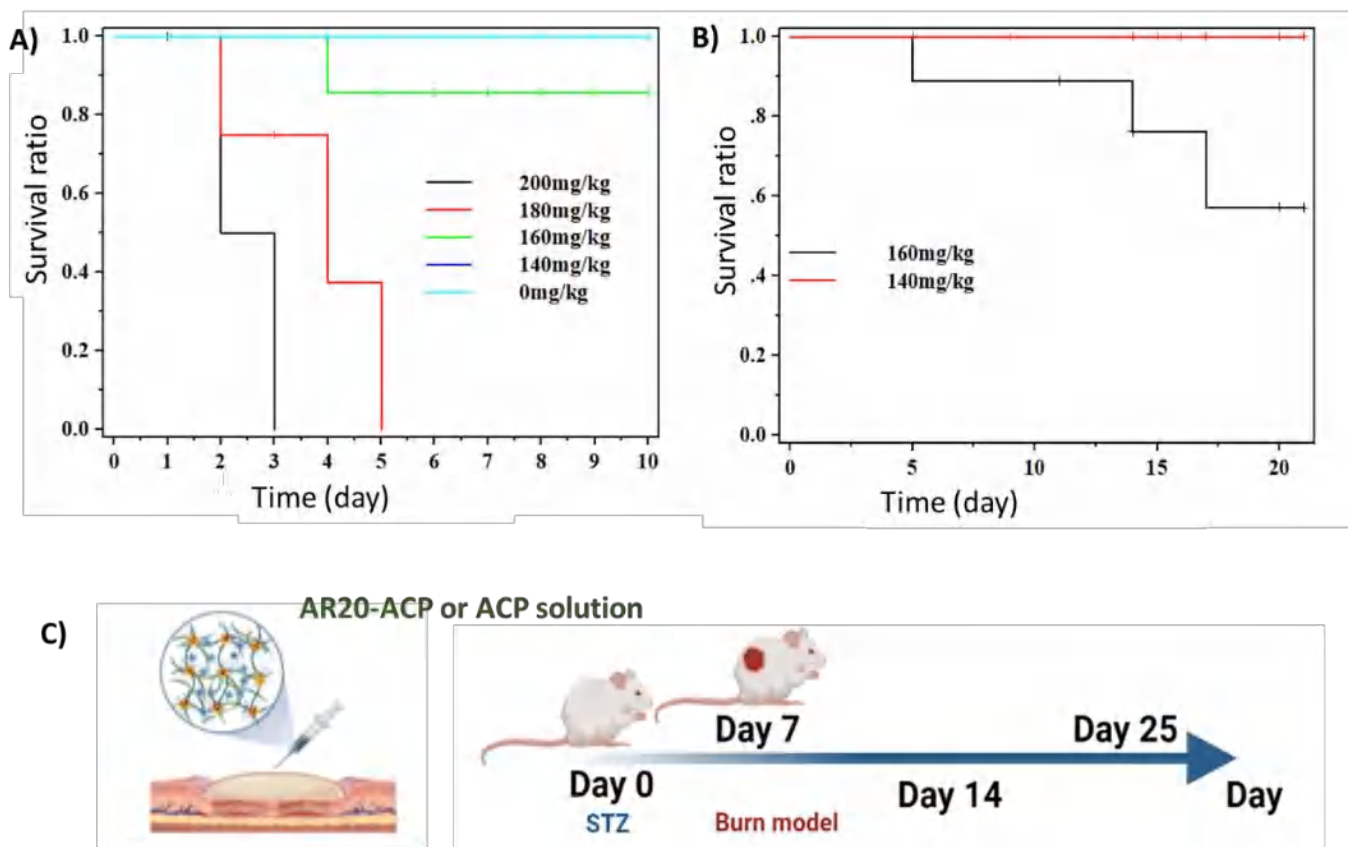 A)
1.0
0.8
0.6
0.4
0.2
0.0
Survival ratio
200mg/kg
180mg/kg
160mg/kg
140mg/kg
0mg/kg
0 1 2 3 4 5 6 7 8 9 10
Time (day)
B)
1.0
.8
.6
.4
.2
0.0
Survival ratio
160mg/kg
140mg/kg
0 5 10 15 20
Time (day)
C)
AR20-ACP or ACP solution
Day 0
STZ
Day 7
Burn model
Day 14
Day 25
Day